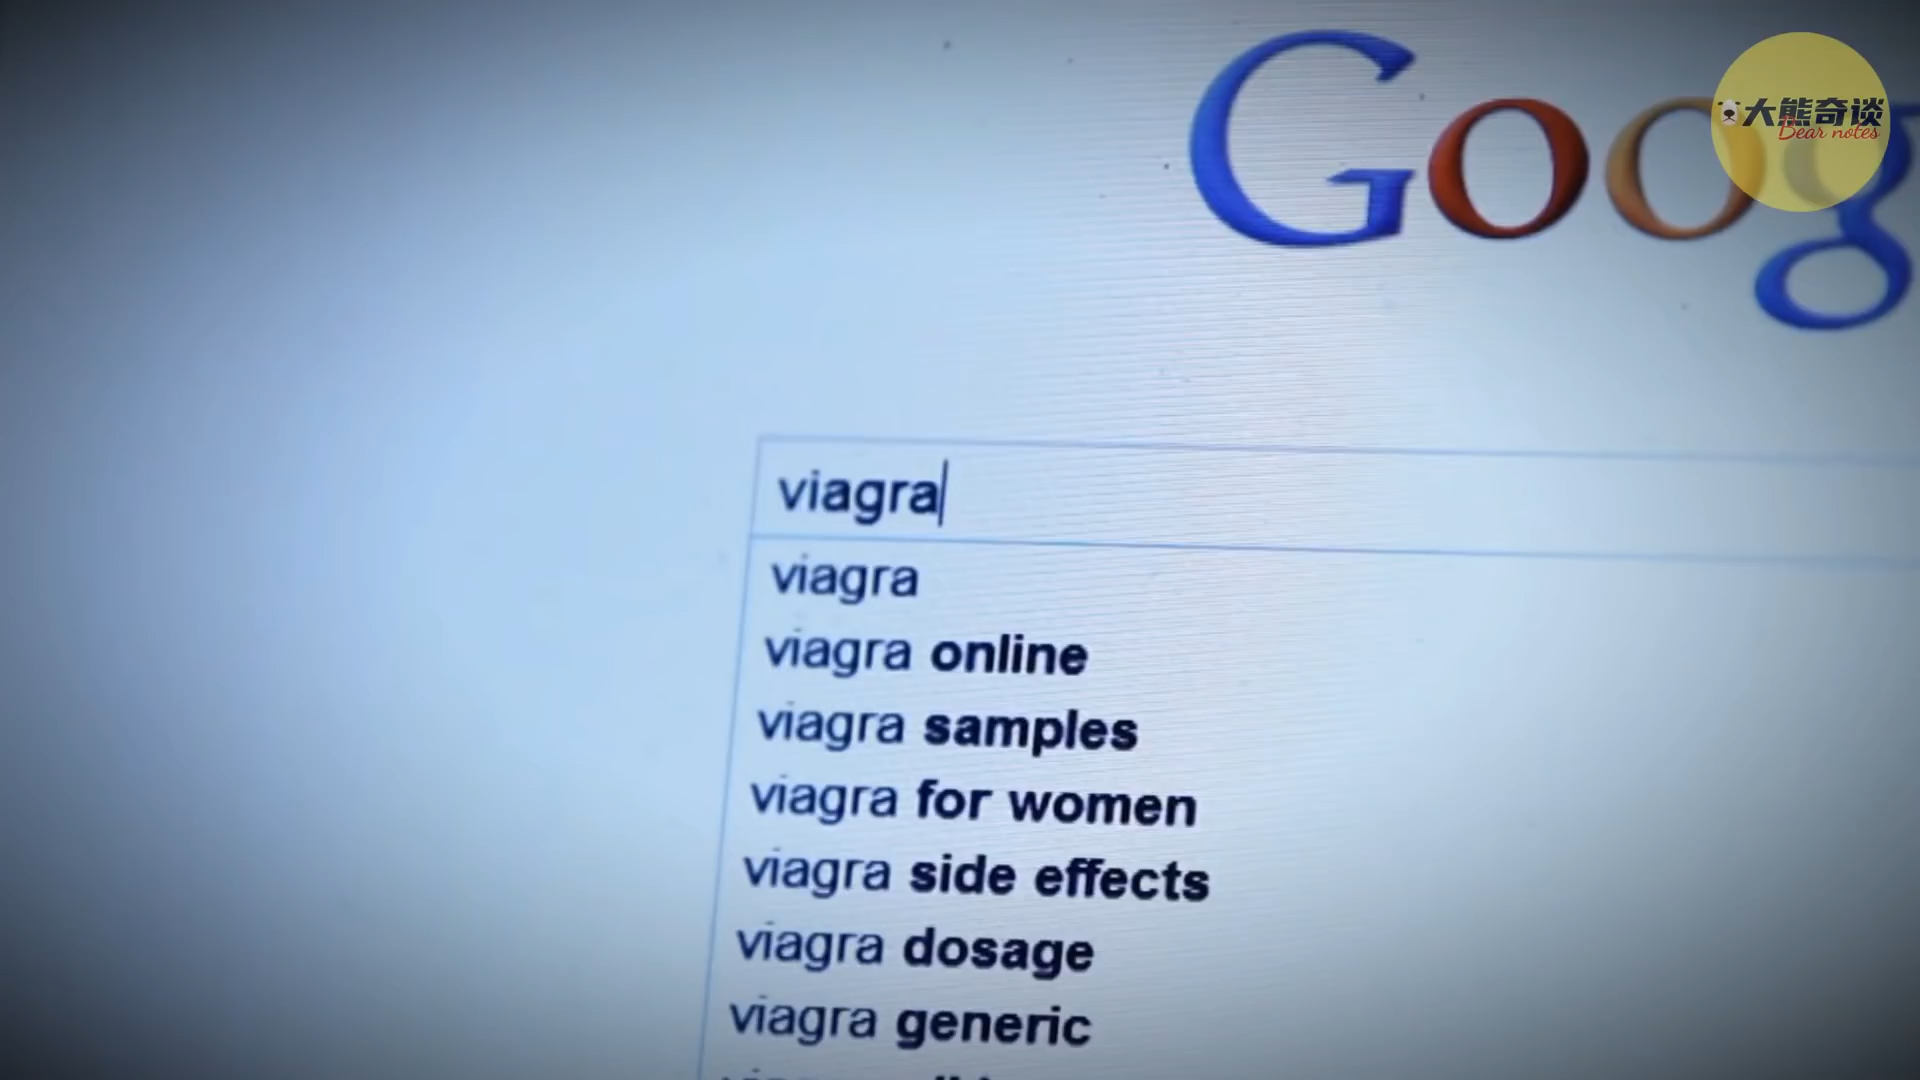 Goog
大熊奇谈
Bear notes
viagra
viagra
viagra online
viagra samples
viagra for women
viagra side effects
viagra dosage
viagra generic